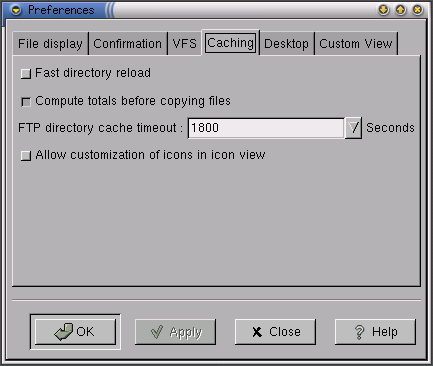 Preferences
File display Confirmation VFS Caching Desktop Custom View
Fast directory reload
Compute totals before copying files
FTP directory cache timeout : 1800 Seconds
Allow customization of icons in icon view
OK Apply Close Help